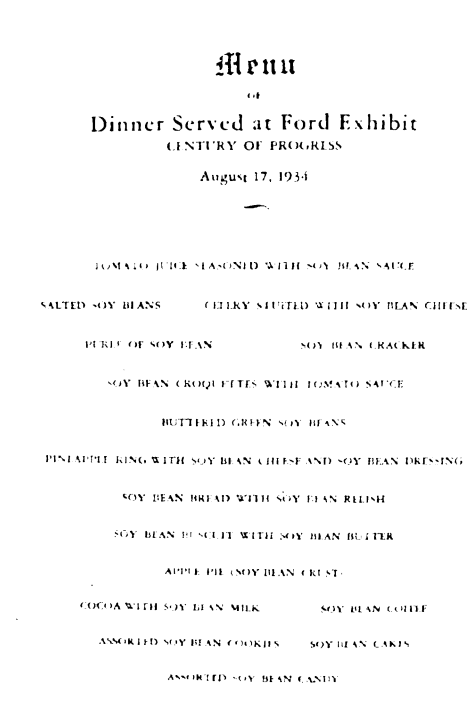 Menu
OF
Dinner Served at Ford Exhibit
CENTURY OF PROGRESS
August 17, 1934
TOMATO JUICE SEASONED WITH SOY BEAN SAUCE
SALTED SOY BEANS CELERY STUFFED WITH SOY BEAN CHEESE
PUREE OF SOY BEAN SOY BEAN CRACKER
SOY BEAN CROQUETTES WITH TOMATO SAUCE
BUTTERED GREEN SOY BEANS
PINEAPPLE RING WITH SOY BEAN CHEESE AND SOY BEAN DRESSING
SOY BEAN BREAD WITH SOY BEAN RELISH
SOY BEAN BISCUIT WITH SOY BEAN BUTTER
APPLE PIE (SOY BEAN CRUST)
COCOA WITH SOY BEAN MILK SOY BEAN COFFEE
ASSORTED SOY BEAN COOKIES SOY BEAN CAKES
ASSORTED SOY BEAN CANDY